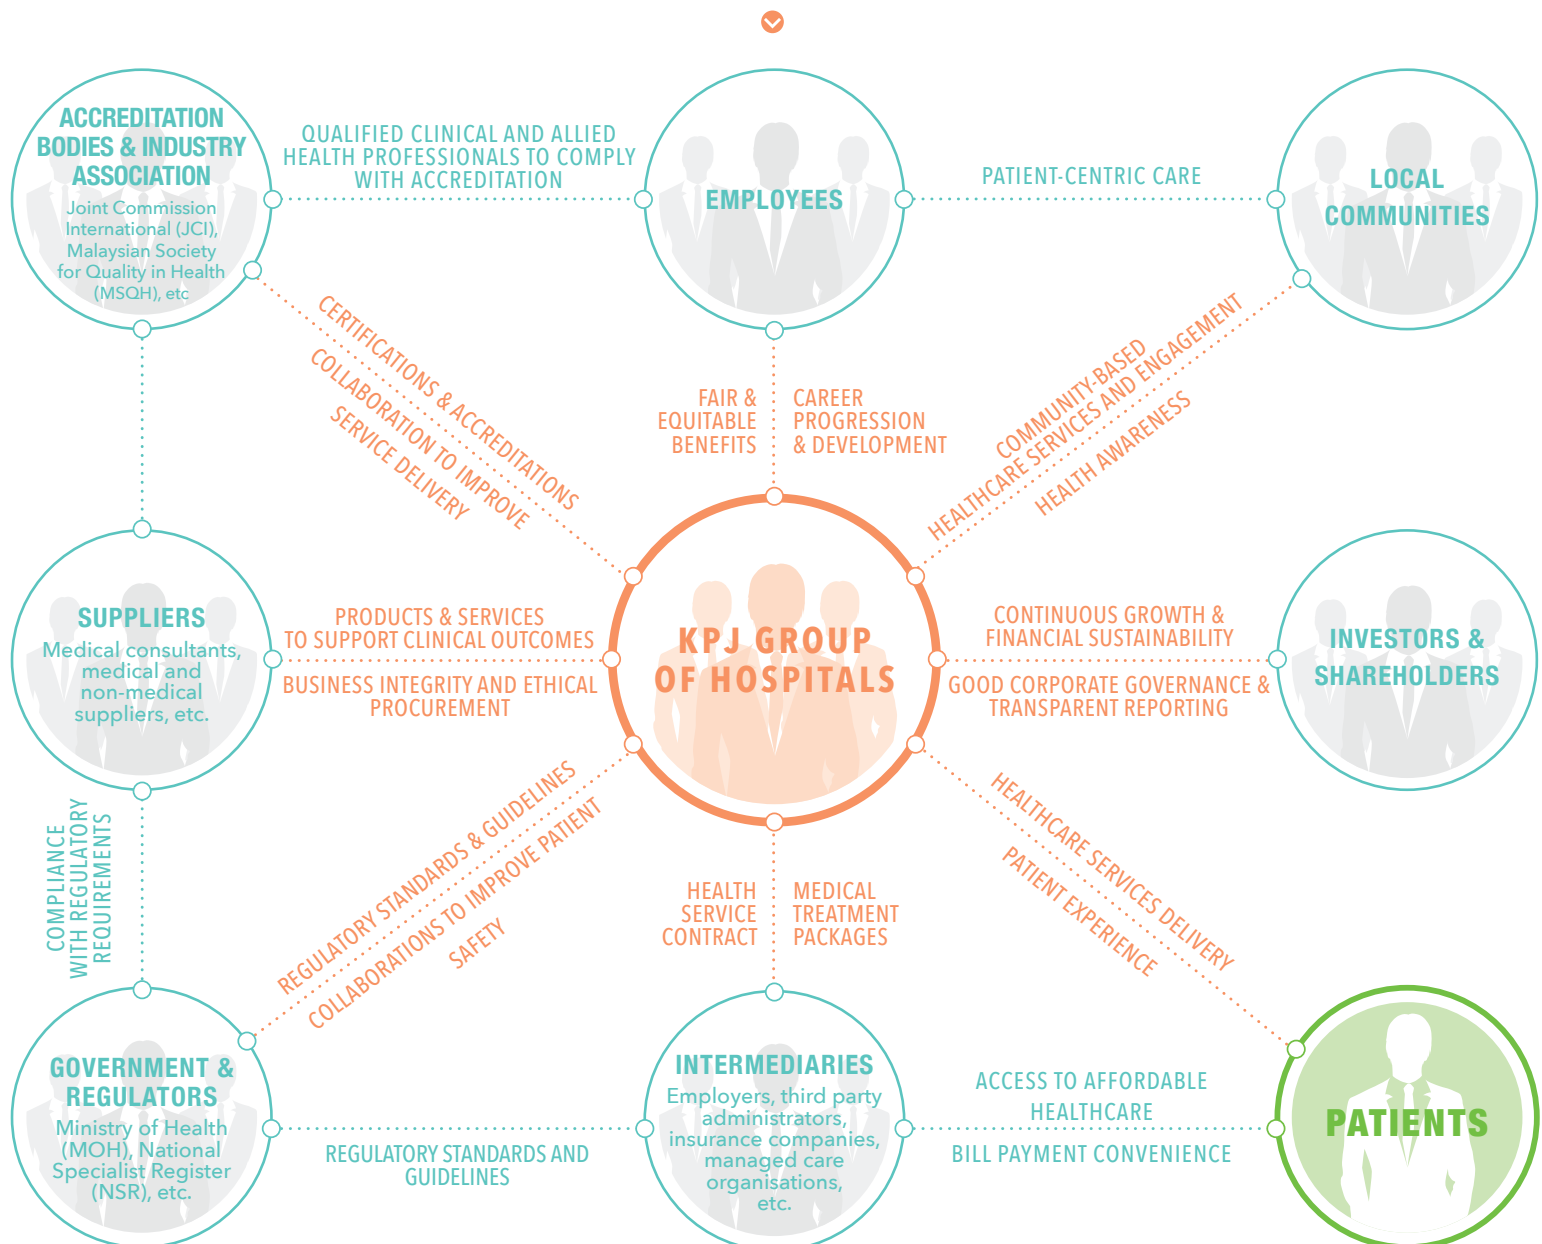 ACCREDITATION
BODIES & INDUSTRY
ASSOCIATION
Joint Commission
International (JCI),
Malaysian Society
for Quality in Health
(MSQH), etc
QUALIFIED CLINICAL AND ALLIED
HEALTH PROFESSIONALS TO COMPLY
WITH ACCREDITATION
EMPLOYEES
PATIENT-CENTRIC CARE
LOCAL
COMMUNITIES
CERTIFICATIONS & ACCREDITATIONS
COLLABORATION TO IMPROVE
SERVICE DELIVERY
FAIR &
EQUITABLE
BENEFITS
CAREER
PROGRESSION
& DEVELOPMENT
COMMUNITY-BASED
HEALTHCARE SERVICES AND ENGAGEMENT
HEALTH AWARENESS
SUPPLIERS
Medical consultants,
medical and
non-medical
suppliers, etc.
PRODUCTS & SERVICES
TO SUPPORT CLINICAL OUTCOMES
BUSINESS INTEGRITY AND ETHICAL
PROCUREMENT
KPJ GROUP
OF HOSPITALS
CONTINUOUS GROWTH &
FINANCIAL SUSTAINABILITY
GOOD CORPORATE GOVERNANCE &
TRANSPARENT REPORTING
INVESTORS &
SHAREHOLDERS
COMPLIANCE
WITH REGULATORY
REQUIREMENTS
REGULATORY STANDARDS & GUIDELINES
COLLABORATIONS TO IMPROVE PATIENT
SAFETY
HEALTH
SERVICE
CONTRACT
MEDICAL
TREATMENT
PACKAGES
HEALTHCARE SERVICES DELIVERY
PATIENT EXPERIENCE
GOVERNMENT &
REGULATORS
Ministry of Health
(MOH), National
Specialist Register
(NSR), etc.
REGULATORY STANDARDS AND
GUIDELINES
INTERMEDIARIES
Employers, third party
administrators,
insurance companies,
managed care
organisations,
etc.
ACCESS TO AFFORDABLE
HEALTHCARE
BILL PAYMENT CONVENIENCE
PATIENTS